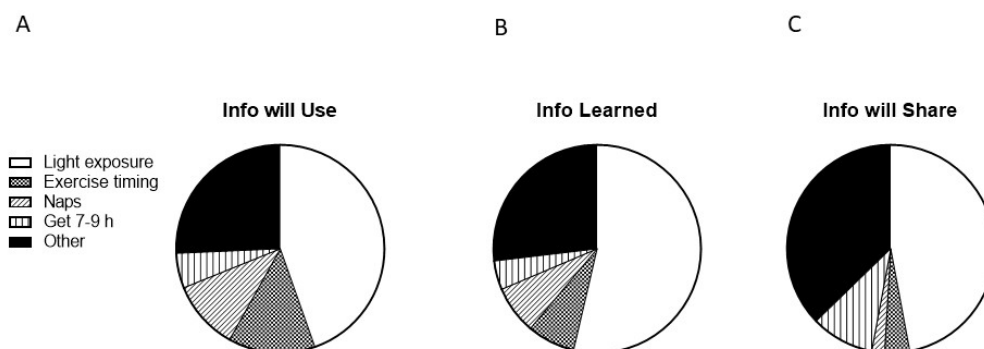 A
B
C
Info will Use
Info Learned
Info will Share
Light exposure
Exercise timing
Naps
Get 7-9 h
Other